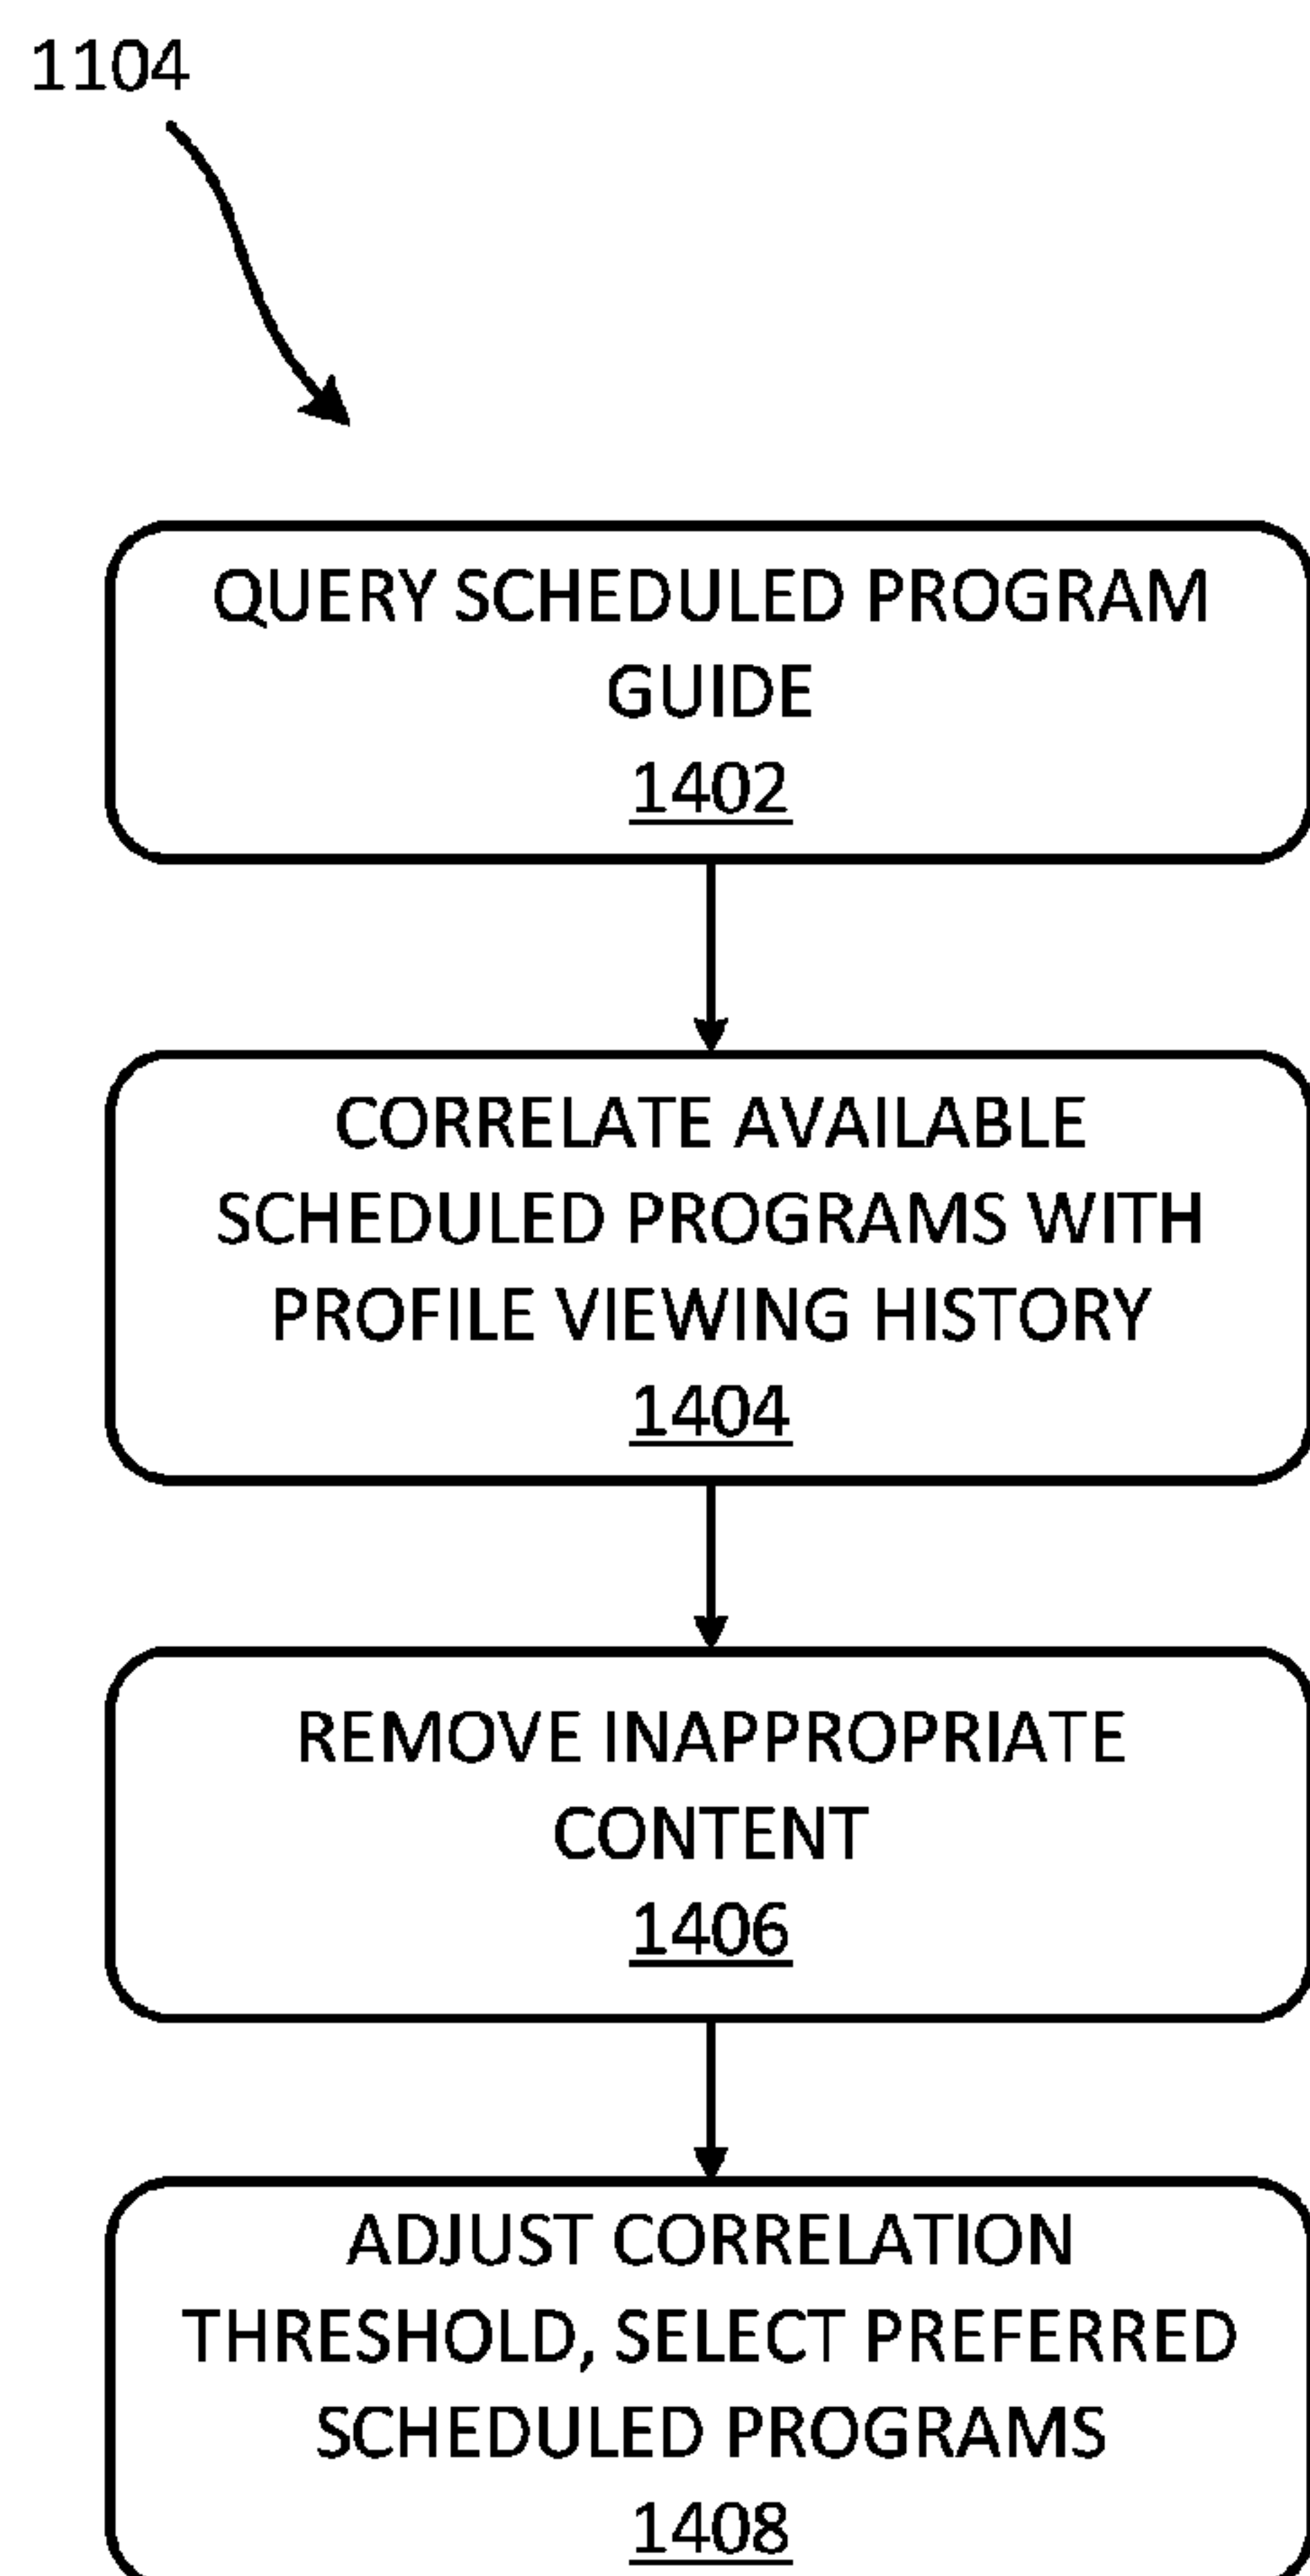 1104
QUERY SCHEDULED PROGRAM
GUIDE
1402
CORRELATE AVAILABLE
SCHEDULED PROGRAMS WITH
PROFILE VIEWING HISTORY
1404
REMOVE INAPPROPRIATE
CONTENT
1406
ADJUST CORRELATION
THRESHOLD, SELECT PREFERRED
SCHEDULED PROGRAMS
1408